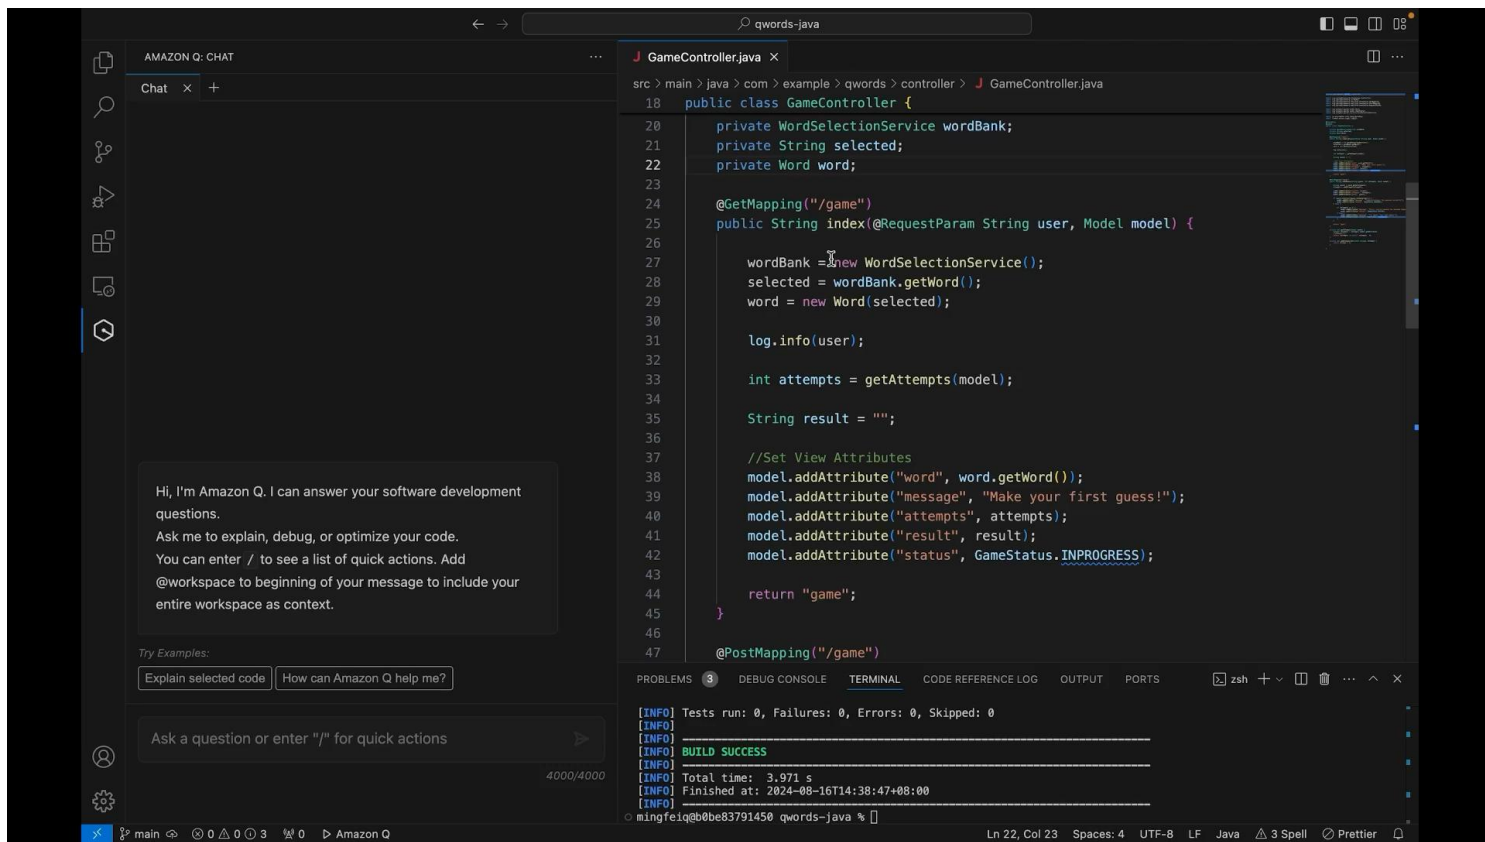 qwords-java
AMAZON Q: CHAT
Chat
Hi, I'm Amazon Q. I can answer your software development
questions.
Ask me to explain, debug, or optimize your code.
You can enter / to see a list of quick actions. Add
@workspace to beginning of your message to include your
entire workspace as context.
Try Examples:
Explain selected code
How can Amazon Q help me?
Ask a question or enter "/" for quick actions
4000/4000
GameController.java
src > main > java > com > example > qwords > controller > GameController.java
18 public class GameController {
20 private WordSelectionService wordBank;
21 private String selected;
22 private Word word;
23
24 @GetMapping("/game")
25 public String index(@RequestParam String user, Model model) {
26
27 wordBank = new WordSelectionService();
28 selected = wordBank.getWord();
29 word = new Word(selected);
30
31 log.info(user);
32
33 int attempts = getAttempts(model);
34
35 String result = "";
36
37 //Set View Attributes
38 model.addAttribute("word", word.getWord());
39 model.addAttribute("message", "Make your first guess!");
40 model.addAttribute("attempts", attempts);
41 model.addAttribute("result", result);
42 model.addAttribute("status", GameStatus.INPROGRESS);
43
44 return "game";
45 }
46
47 @PostMapping("/game")
PROBLEMS 3 DEBUG CONSOLE TERMINAL CODE REFERENCE LOG OUTPUT PORTS zsh
[INFO] Tests run: 0, Failures: 0, Errors: 0, Skipped: 0
[INFO]
[INFO] ------------------------------------------------------------------------
[INFO] BUILD SUCCESS
[INFO] ------------------------------------------------------------------------
[INFO] Total time: 3.971 s
[INFO] Finished at: 2024-08-16T14:38:47+08:00
[INFO] ------------------------------------------------------------------------
mingfeiq@b0be83791450 qwords-java %
main 0 0 3 0 Amazon Q Ln 22, Col 23 Spaces: 4 UTF-8 LF Java 3 Spell Prettier